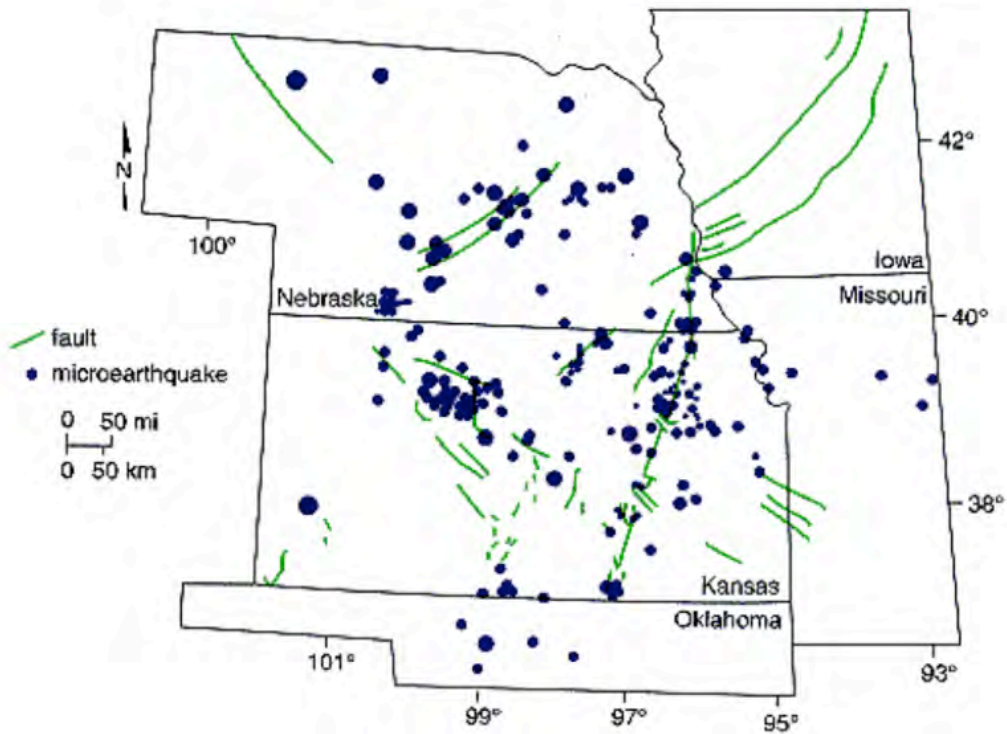 42°
N
100°
Iowa
Missouri
Nebraska
40°
fault
microearthquake
0 50 mi
0 50 km
38°
Kansas
Oklahoma
101°
93°
99°
97°
95°